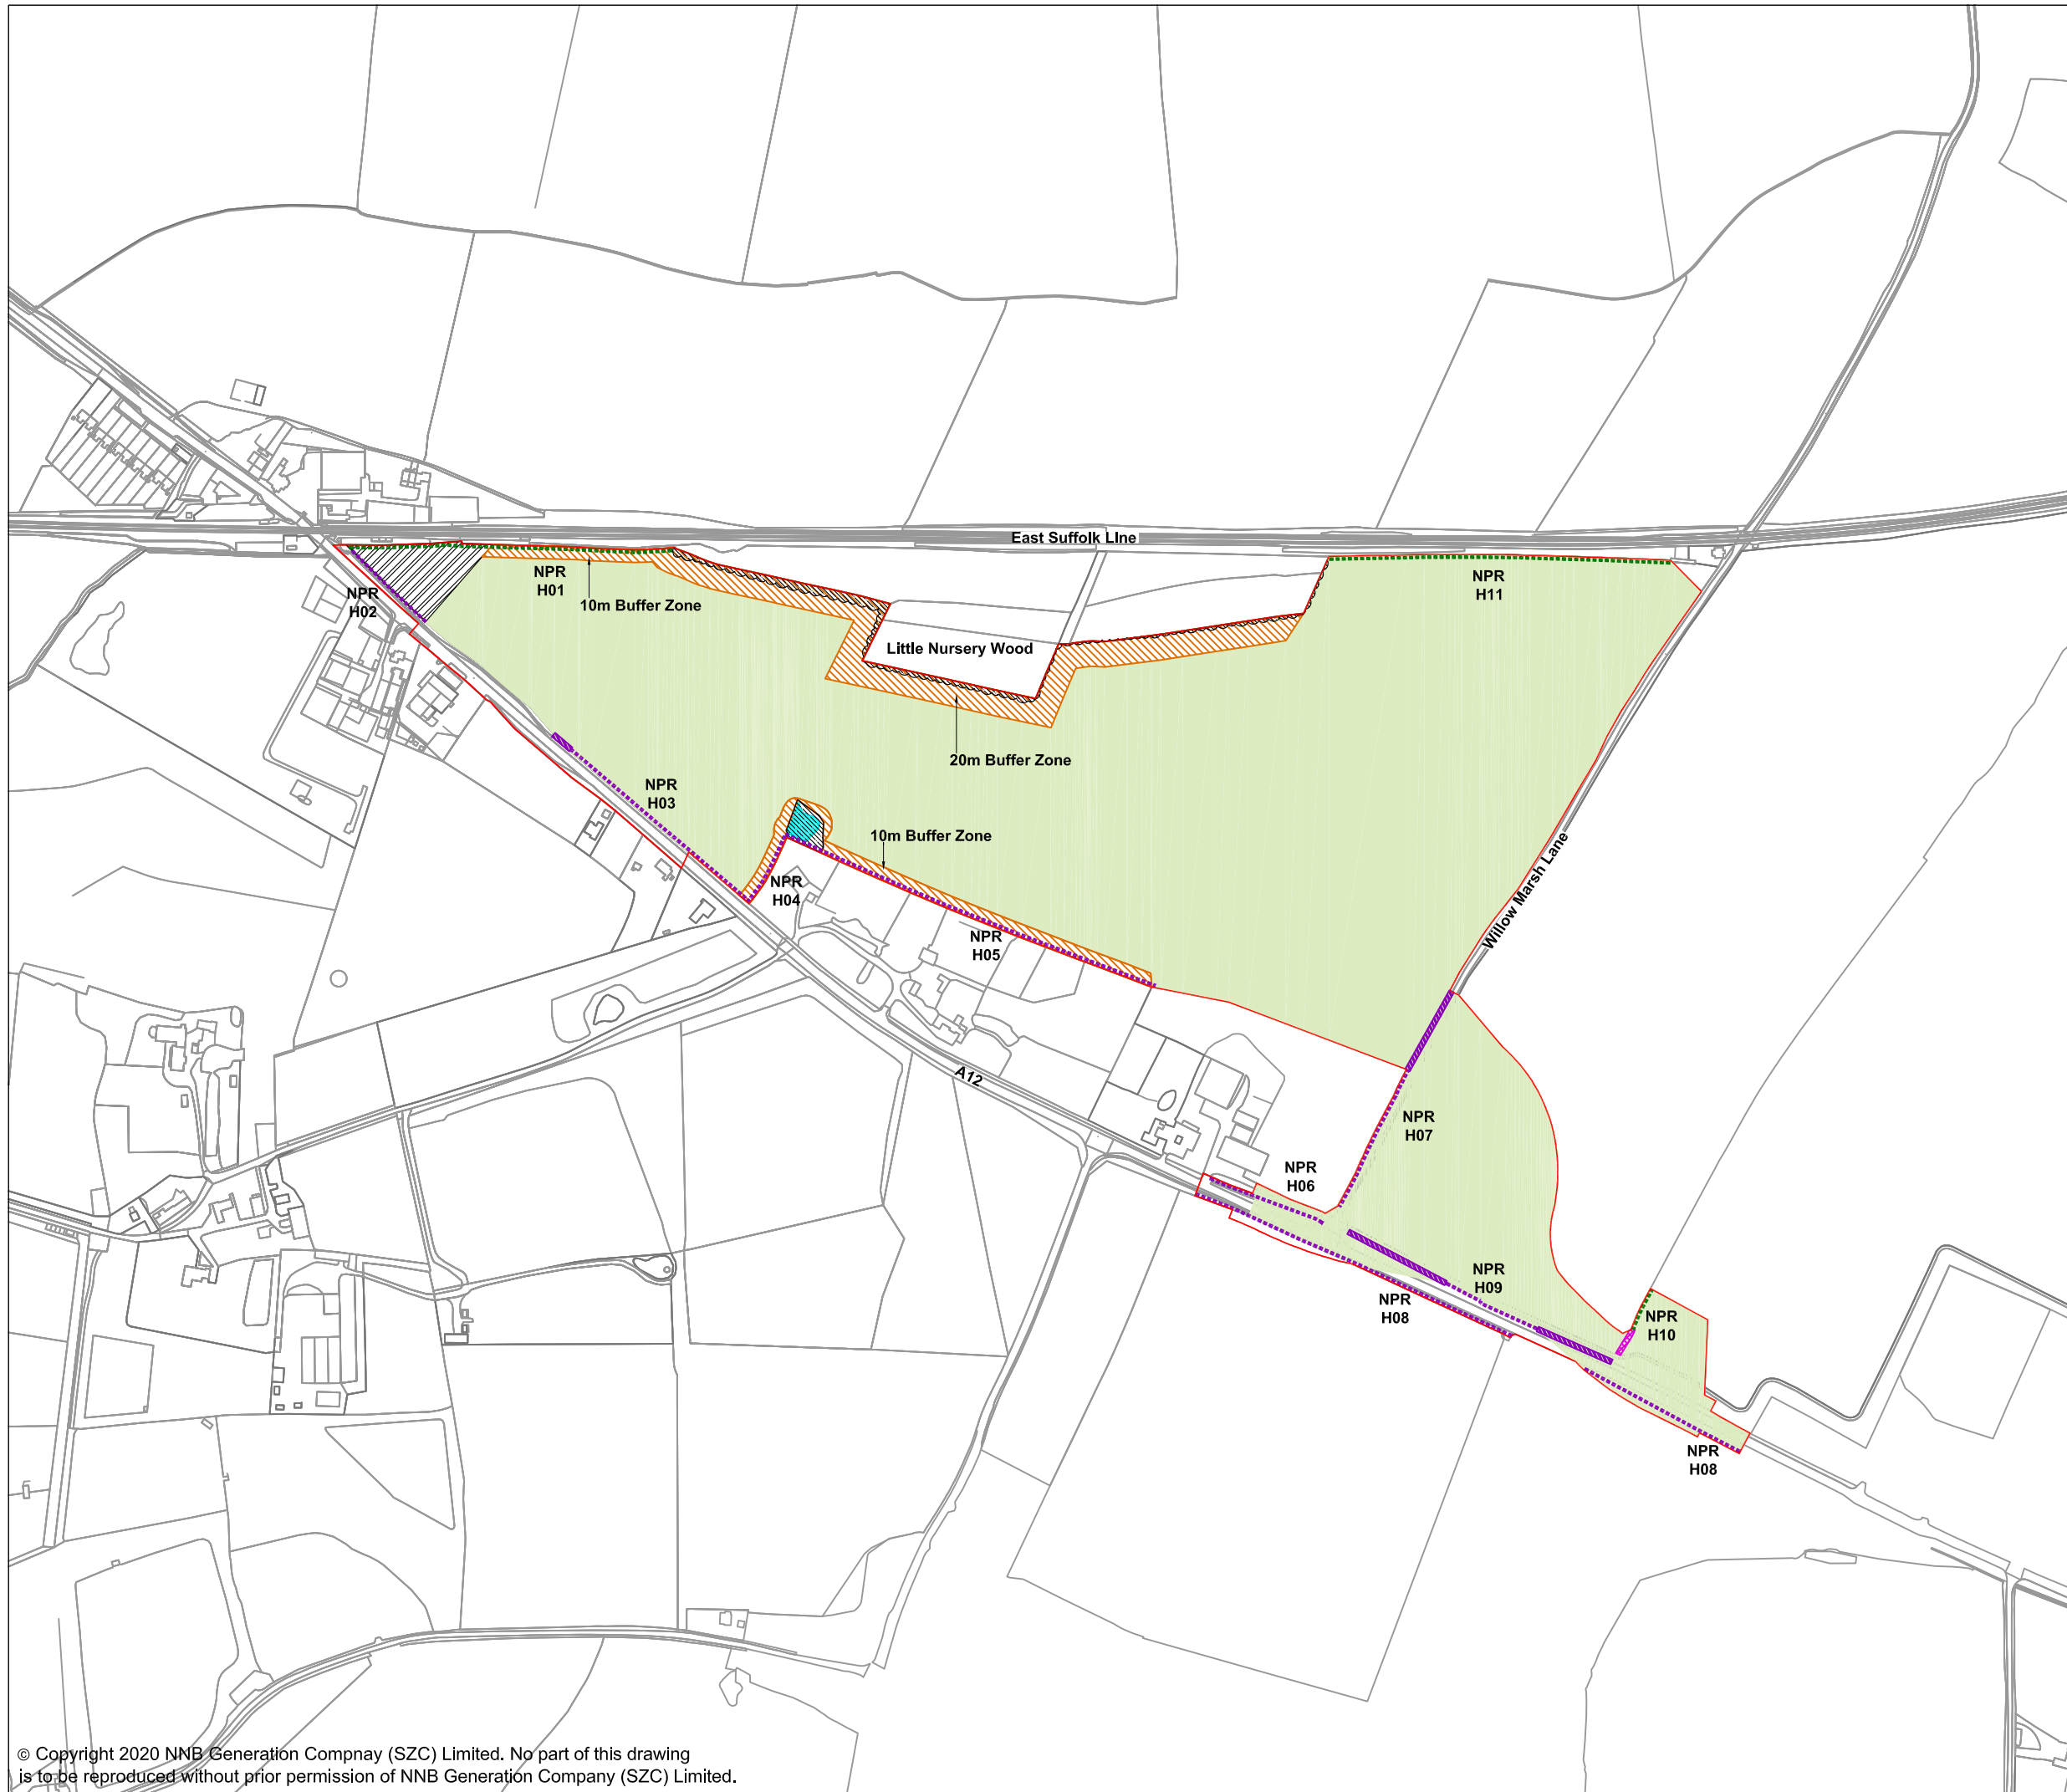 East Suffolk LIne
NPR
H01
10m Buffer Zone
NPR
H02
NPR
H11
Little Nursery Wood
20m Buffer Zone
NPR
H03
10m Buffer Zone
Willow Marsh Lane
NPR
H04
NPR
H05
A12
NPR
H07
NPR
H06
NPR
H09
NPR
H08
NPR
H10
NPR
H08
© Copyright 2020 NNB Generation Compnay (SZC) Limited. No part of this drawing
is to be reproduced without prior permission of NNB Generation Company (SZC) Limited.